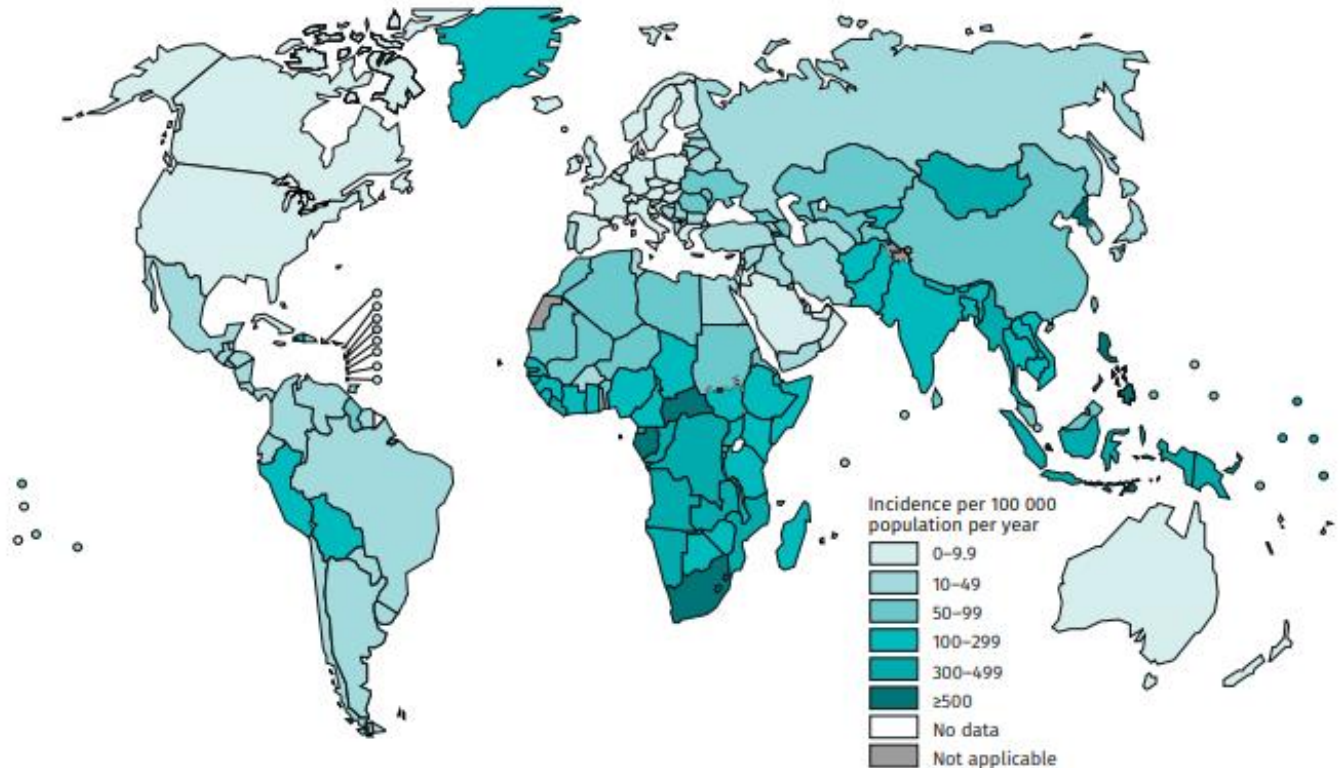 Incidence per 100 000
population per year
0–9.9
10–49
50–99
100–299
300–499
≥500
No data
Not applicable